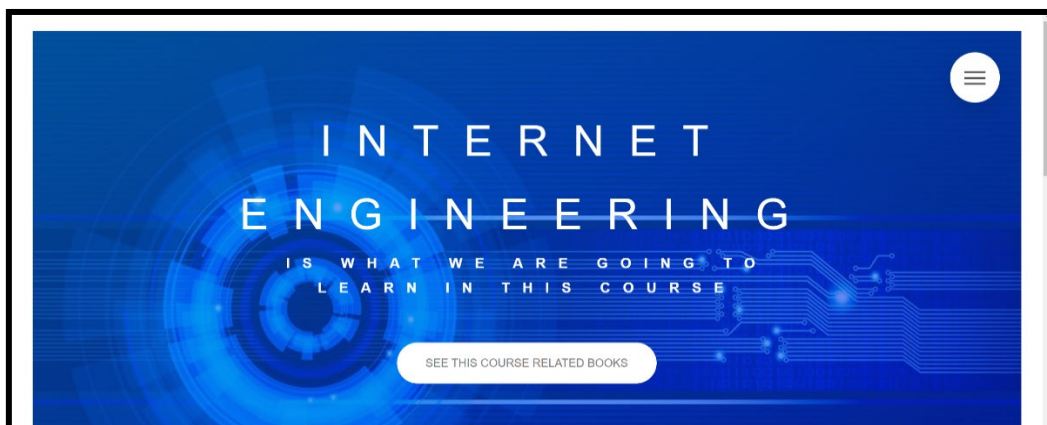 INTERNET
ENGINEERING
IS WHAT WE ARE GOING TO
LEARN IN THIS COURSE
SEE THIS COURSE RELATED BOOKS